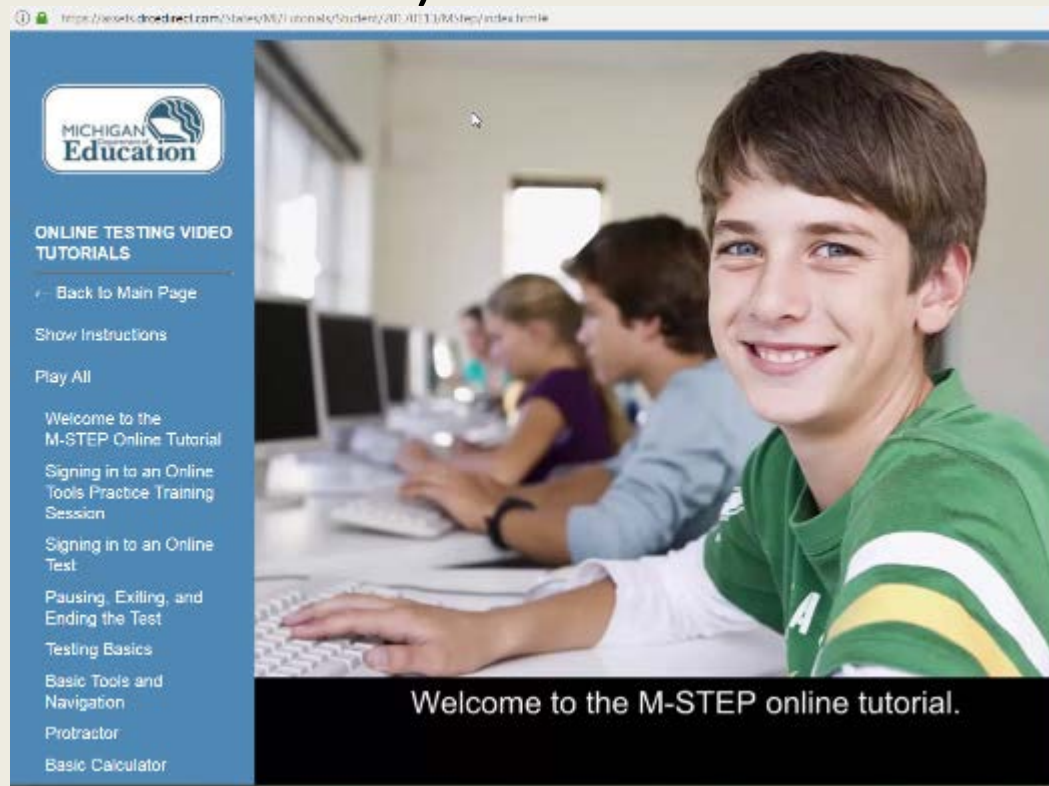 MICHIGAN
Department of
Education
ONLINE TESTING VIDEO
TUTORIALS
← Back to Main Page
Show Instructions
Play All
Welcome to the
M-STEP Online Tutorial
Signing in to an Online
Tools Practice Training
Session
Signing in to an Online
Test
Pausing, Exiting, and
Ending the Test
Testing Basics
Basic Tools and
Navigation
Protractor
Basic Calculator
Welcome to the M-STEP online tutorial.